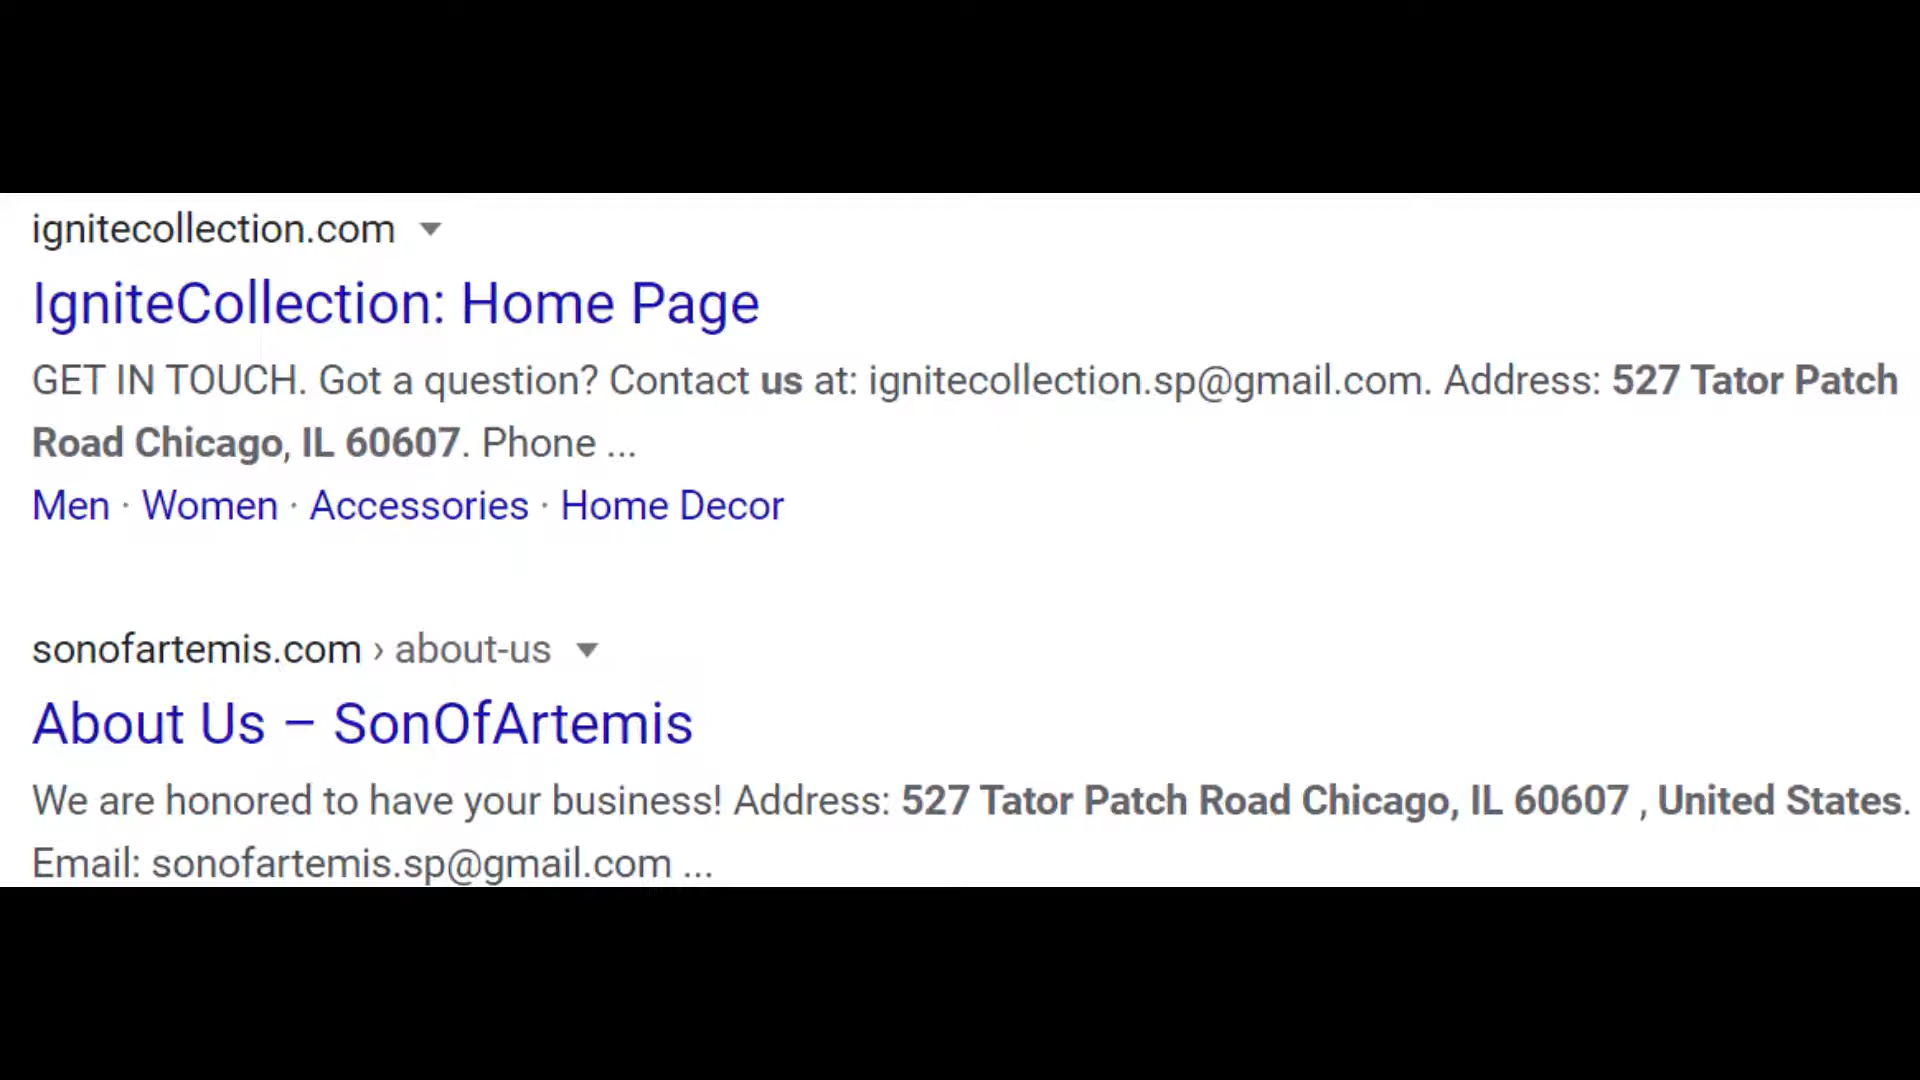 ignitecollection.com
IgniteCollection: Home Page
GET IN TOUCH. Got a question? Contact us at: ignitecollection.sp@gmail.com. Address: 527 Tator Patch
Road Chicago, IL 60607. Phone ...
Men · Women · Accessories · Home Decor
sonofartemis.com › about-us
About Us – SonOfArtemis
We are honored to have your business! Address: 527 Tator Patch Road Chicago, IL 60607 , United States.
Email: sonofartemis.sp@gmail.com ...